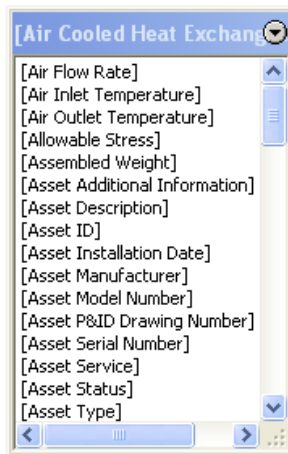 [Air Cooled Heat Exchang
[Air Flow Rate]
[Air Inlet Temperature]
[Air Outlet Temperature]
[Allowable Stress]
[Assembled Weight]
[Asset Additional Information]
[Asset Description]
[Asset ID]
[Asset Installation Date]
[Asset Manufacturer]
[Asset Model Number]
[Asset P&ID Drawing Number]
[Asset Serial Number]
[Asset Service]
[Asset Status]
[Asset Type]